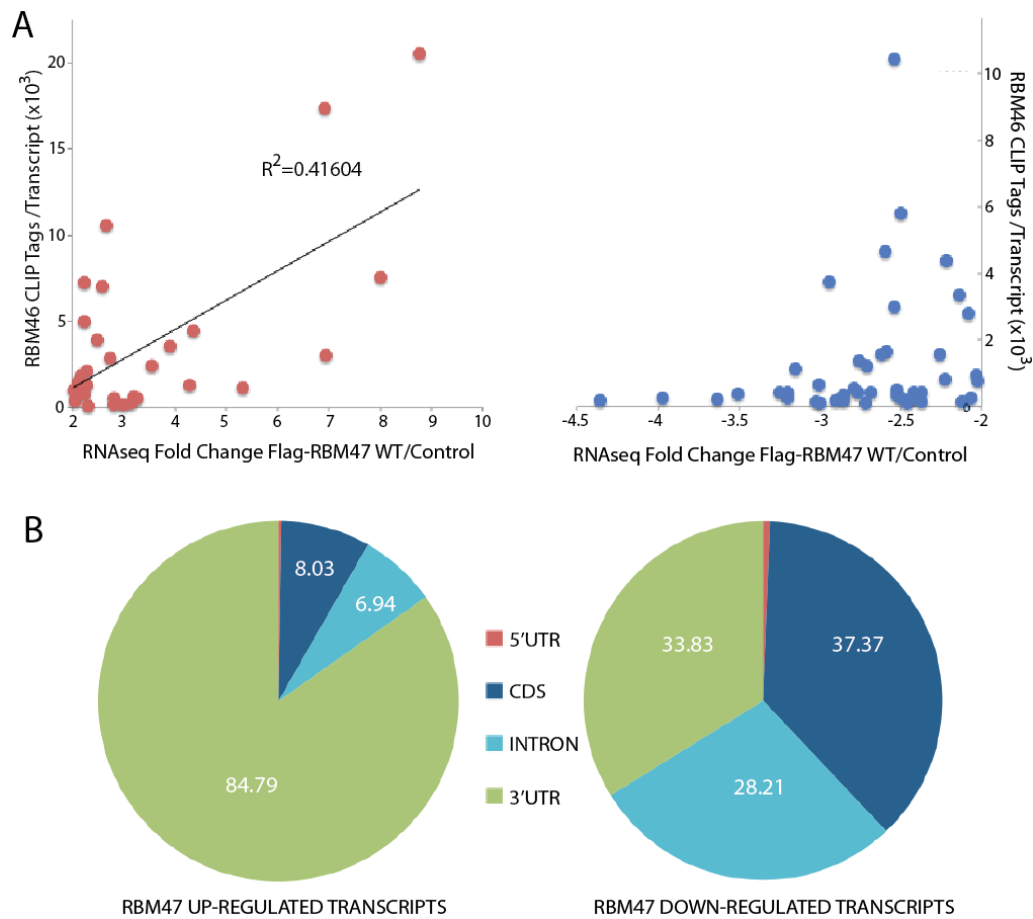 A
RBM46 CLIP Tags /Transcript (x10³)
20
15
10
5
0
R²=0.41604
2 3 4 5 6 7 8 9 10
RNAseq Fold Change Flag-RBM47 WT/Control
10
8
6
4
2
0
RBM46 CLIP Tags /Transcript (x10³)
-4.5 -4 -3.5 -3 -2.5 -2
RNAseq Fold Change Flag-RBM47 WT/Control
B
8.03
6.94
84.79
5'UTR
CDS
INTRON
3'UTR
33.83
37.37
28.21
RBM47 UP-REGULATED TRANSCRIPTS
RBM47 DOWN-REGULATED TRANSCRIPTS